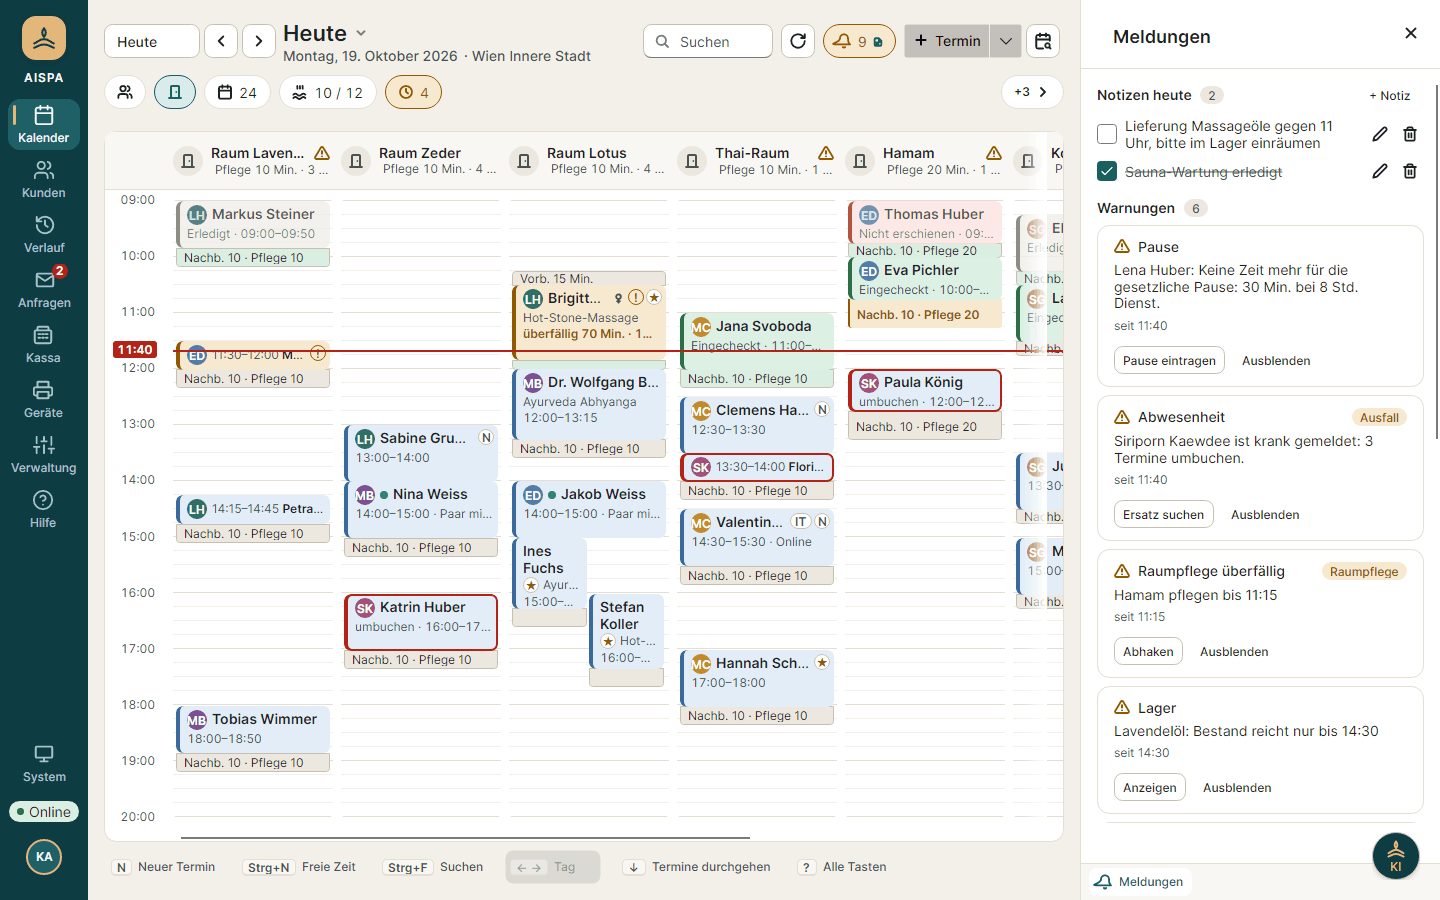 AISPA
Kalender
Kunden
Verlauf
2
Anfragen
Kassa
Geräte
Verwaltung
Hilfe
System
Online
KA
Heute
Heute
Montag, 19. Oktober 2026 · Wien Innere Stadt
Suchen
9
+ Termin
24
10 / 12
4
+3
Raum Laven...
Pflege 10 Min. · 3 ...
Raum Zeder
Pflege 10 Min. · 4 ...
Raum Lotus
Pflege 10 Min. · 4 ...
Thai-Raum
Pflege 10 Min. · 1 ...
Hamam
Pflege 20 Min. · 1 ...
09:00
10:00
11:00
11:40
12:00
13:00
14:00
15:00
16:00
17:00
18:00
19:00
20:00
LH Markus Steiner
Erledigt · 09:00–09:50
Nachb. 10 · Pflege 10
ED 11:30–12:00 M...
Nachb. 10 · Pflege 10
LH 14:15–14:45 Petra...
Nachb. 10 · Pflege 10
MB Tobias Wimmer
18:00–18:50
Nachb. 10 · Pflege 10
LH Sabine Gru... N
13:00–14:00
MB Nina Weiss
14:00–15:00 · Paar mi...
Nachb. 10 · Pflege 10
SK Katrin Huber
umbuchen · 16:00–17...
Nachb. 10 · Pflege 10
Vorb. 15 Min.
LH Brigitt...
Hot-Stone-Massage
überfällig 70 Min. · 1...
MB Dr. Wolfgang B...
Ayurveda Abhyanga
12:00–13:15
Nachb. 10 · Pflege 10
ED Jakob Weiss
14:00–15:00 · Paar mi...
Ines
Fuchs
Ayur...
15:00–...
Stefan
Koller
Hot-...
16:00–...
MC Jana Svoboda
Eingecheckt · 11:00–...
Nachb. 10 · Pflege 10
MC Clemens Ha... N
12:30–13:30
SK 13:30–14:00 Flori...
Nachb. 10 · Pflege 10
MC Valentin... IT N
14:30–15:30 · Online
Nachb. 10 · Pflege 10
MC Hannah Sch...
17:00–18:00
Nachb. 10 · Pflege 10
ED Thomas Huber
Nicht erschienen · 09:...
Nachb. 10 · Pflege 20
ED Eva Pichler
Eingecheckt · 10:00–...
Nachb. 10 · Pflege 20
SK Paula König
umbuchen · 12:00–12...
Nachb. 10 · Pflege 20
N Neuer Termin
Strg+N Freie Zeit
Strg+F Suchen
← → Tag
↓ Termine durchgehen
? Alle Tasten
Meldungen
Notizen heute 2
+ Notiz
Lieferung Massageöle gegen 11
Uhr, bitte im Lager einräumen
Sauna-Wartung erledigt
Warnungen 6
Pause
Lena Huber: Keine Zeit mehr für die
gesetzliche Pause: 30 Min. bei 8 Std.
Dienst.
seit 11:40
Pause eintragen Ausblenden
Abwesenheit Ausfall
Siriporn Kaewdee ist krank gemeldet: 3
Termine umbuchen.
seit 11:40
Ersatz suchen Ausblenden
Raumpflege überfällig Raumpflege
Hamam pflegen bis 11:15
seit 11:15
Abhaken Ausblenden
Lager
Lavendelöl: Bestand reicht nur bis 14:30
seit 14:30
Anzeigen Ausblenden
KI
Meldungen